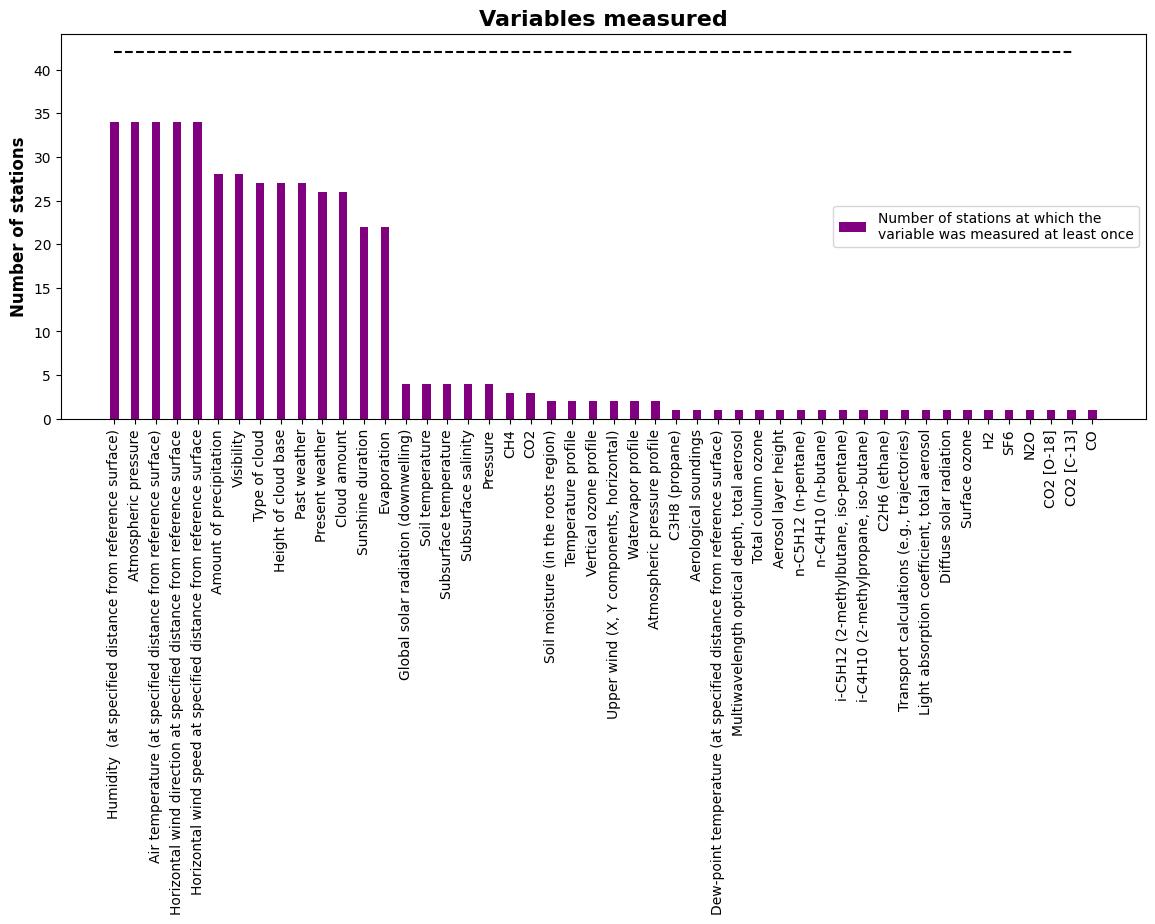 Variables measured
Number of stations
40
35
30
25
20
15
10
5
0
Number of stations at which the
variable was measured at least once
Humidity  (at specified distance from reference surface)
Atmospheric pressure
Air temperature (at specified distance from reference surface)
Horizontal wind direction at specified distance from reference surface
Horizontal wind speed at specified distance from reference surface
Amount of precipitation
Visibility
Type of cloud
Height of cloud base
Past weather
Present weather
Cloud amount
Sunshine duration
Evaporation
Global solar radiation (downwelling)
Soil temperature
Subsurface temperature
Subsurface salinity
Pressure
CH4
CO2
Soil moisture (in the roots region)
Temperature profile
Vertical ozone profile
Upper wind (X, Y components, horizontal)
Watervapor profile
Atmospheric pressure profile
C3H8 (propane)
Aerological soundings
Dew-point temperature (at specified distance from reference surface)
Multiwavelength optical depth, total aerosol
Total column ozone
Aerosol layer height
n-C5H12 (n-pentane)
n-C4H10 (n-butane)
i-C5H12 (2-methylbutane, iso-pentane)
i-C4H10 (2-methylpropane, iso-butane)
C2H6 (ethane)
Transport calculations (e.g., trajectories)
Light absorption coefficient, total aerosol
Diffuse solar radiation
Surface ozone
H2
SF6
N2O
CO2 [O-18]
CO2 [C-13]
CO